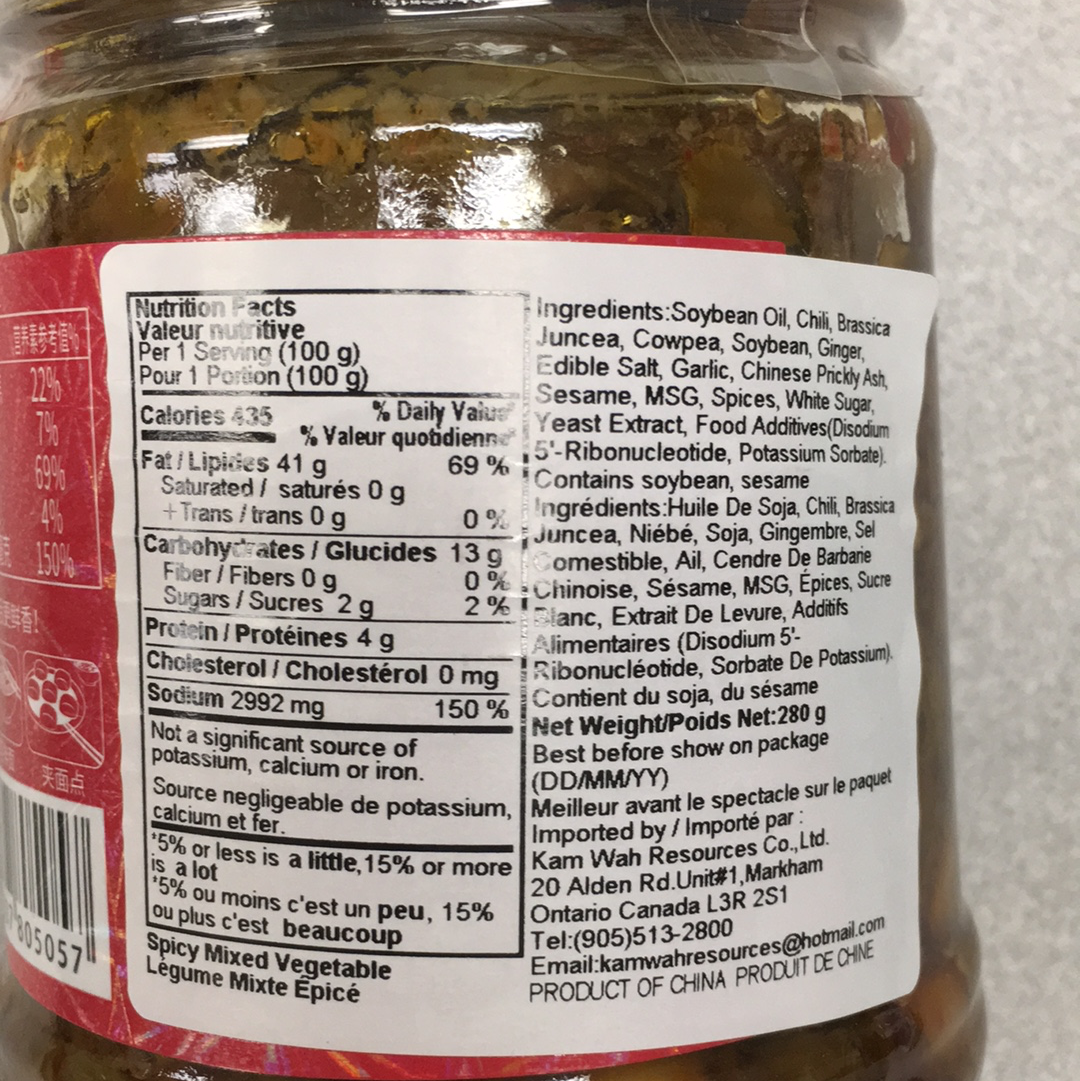 营养素参考值%
22%
7%
69%
4%
150%
鲜香!
夹面点
805057
Nutrition Facts
Valeur nutritive
Per 1 Serving (100 g)
Pour 1 Portion (100 g)
Calories 435
% Daily Value*
% Valeur quotidienne*
Fat / Lipides 41 g 69 %
Saturated / saturés 0 g
+Trans / trans 0 g 0 %
Carbohydrates / Glucides 13 g
Fiber / Fibers 0 g 0 %
Sugars / Sucres 2 g 2 %
Protein / Protéines 4 g
Cholesterol / Cholestérol 0 mg
Sodium 2992 mg 150 %
Not a significant source of
potassium, calcium or iron.
Source negligeable de potassium,
calcium et fer.
*5% or less is a little,15% or more
is a lot
*5% ou moins c'est un peu, 15%
ou plus c'est beaucoup
Spicy Mixed Vegetable
Légume Mixte Épicé
Ingredients:Soybean Oil, Chili, Brassica
Juncea, Cowpea, Soybean, Ginger,
Edible Salt, Garlic, Chinese Prickly Ash,
Sesame, MSG, Spices, White Sugar,
Yeast Extract, Food Additives(Disodium
5'-Ribonucleotide, Potassium Sorbate).
Contains soybean, sesame
Ingrédients:Huile De Soja, Chili, Brassica
Juncea, Niébé, Soja, Gingembre, Sel
Comestible, Ail, Cendre De Barbarie
Chinoise, Sésame, MSG, Épices, Sucre
Blanc, Extrait De Levure, Additifs
Alimentaires (Disodium 5'-
Ribonucléotide, Sorbate De Potassium).
Contient du soja, du sésame
Net Weight/Poids Net:280 g
Best before show on package
(DD/MM/YY)
Meilleur avant le spectacle sur le paquet
Imported by / Importé par :
Kam Wah Resources Co.,Ltd.
20 Alden Rd.Unit#1,Markham
Ontario Canada L3R 2S1
Tel:(905)513-2800
Email:kamwahresources@hotmail.com
PRODUCT OF CHINA PRODUIT DE CHINE